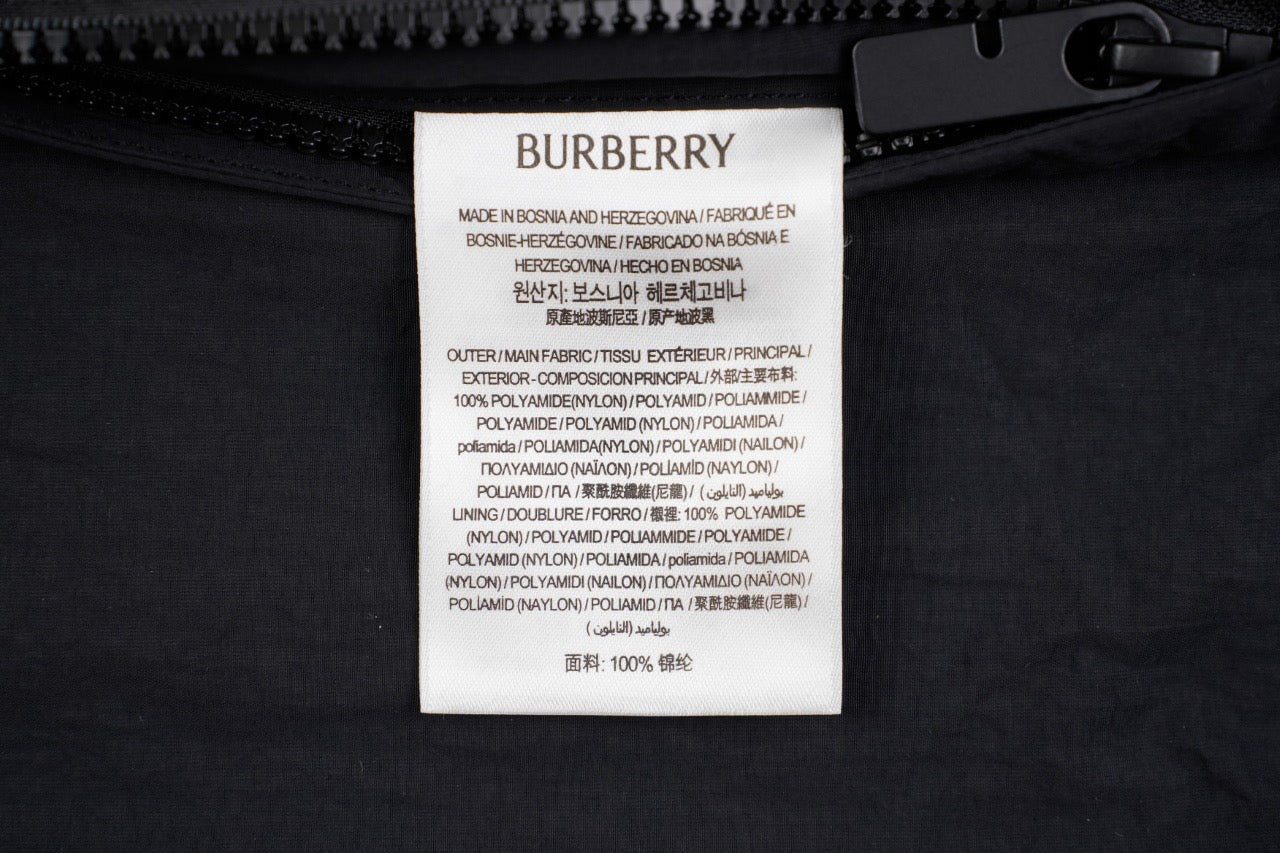 BURBERRY
MADE IN BOSNIA AND HERZEGOVINA / FABRIQUÉ EN
BOSNIE-HERZÉGOVINE / FABRICADO NA BÓSNIA E
HERZEGOVINA / HECHO EN BOSNIA
원산지: 보스니아 헤르체고비나
原產地波斯尼亞 / 原产地波黑
OUTER / MAIN FABRIC / TISSU EXTÉRIEUR / PRINCIPAL /
EXTERIOR - COMPOSICION PRINCIPAL / 外部/主要布料:
100% POLYAMIDE(NYLON) / POLYAMID / POLIAMMIDE /
POLYAMIDE / POLYAMID (NYLON) / POLIAMIDA /
poliamida / POLIAMIDA(NYLON) / POLYAMIDI (NAILON) /
ΠΟΛΥΑΜΙΔΙΟ (ΝΑΪΛΟΝ) / POLİAMİD (NAYLON) /
POLIAMID / ПА / 聚酰胺纖維(尼龍) / بولياميد (النايلون )
LINING / DOUBLURE / FORRO / 襯裡: 100% POLYAMIDE
(NYLON) / POLYAMID / POLIAMMIDE / POLYAMIDE /
POLYAMID (NYLON) / POLIAMIDA / poliamida / POLIAMIDA
(NYLON) / POLYAMIDI (NAILON) / ΠΟΛΥΑΜΙΔΙΟ (ΝΑΪΛΟΝ) /
POLİAMİD (NAYLON) / POLIAMID / ПА / 聚酰胺纖維(尼龍) /
بولياميد (النايلون )
面料: 100% 锦纶